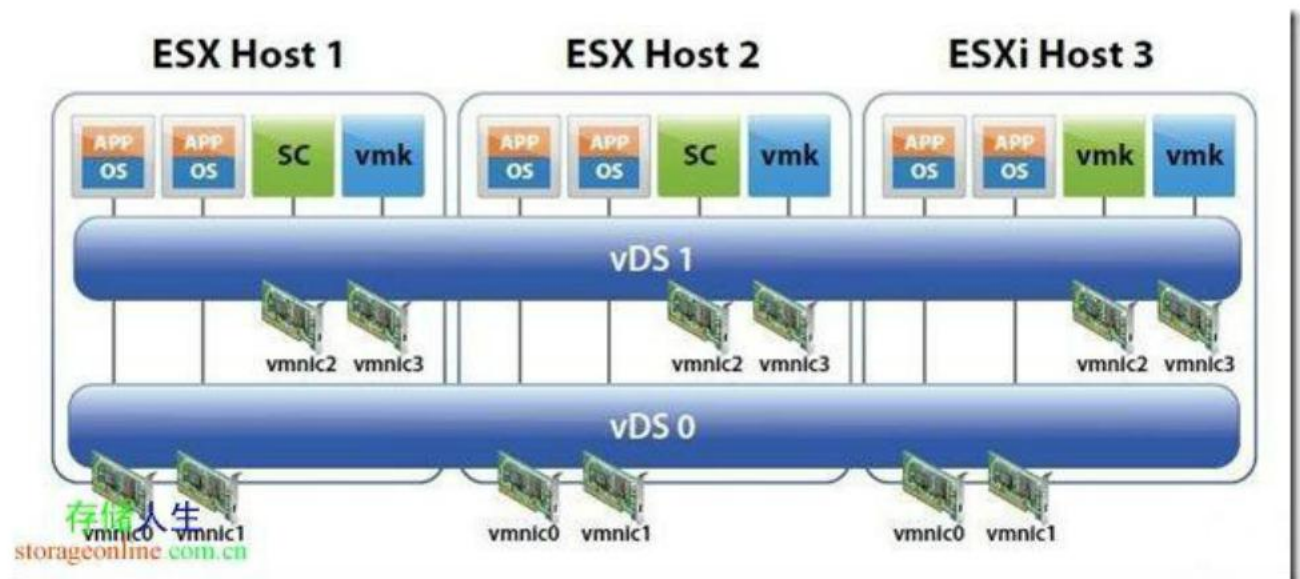 ESX Host 1 ESX Host 2 ESXi Host 3
APP OS APP OS SC vmk APP OS APP OS SC vmk APP OS APP OS vmk vmk
vDS 1
vmnic2 vmnic3 vmnic2 vmnic3 vmnic2 vmnic3
vDS 0
存储人生
vmnic0 vmnic1 vmnic0 vmnic1 vmnic0 vmnic1
storageonline.com.cn